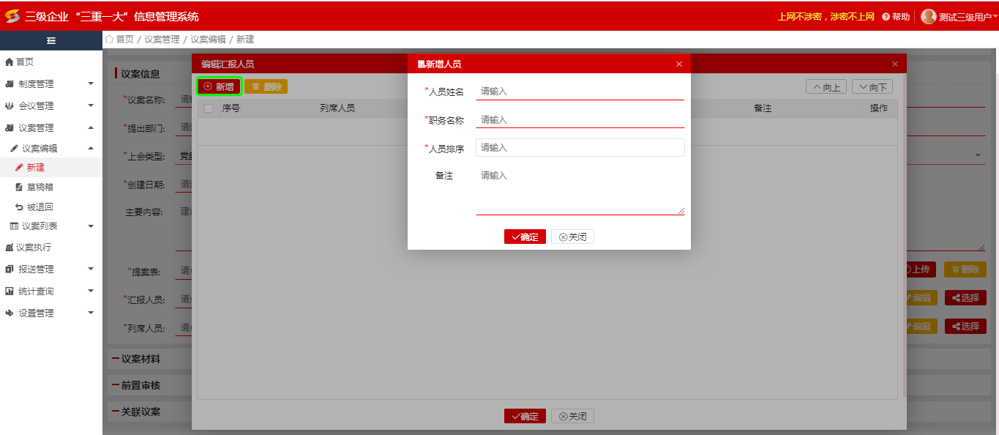 三级企业“三重一大”信息管理系统
上网不涉密，涉密不上网 帮助 测试三级用户
首页 / 议案管理 / 议案编辑 / 新建
首页
制度管理
会议管理
议案管理
议案编辑
新建
草稿箱
被退回
议案列表
议案执行
报送管理
统计查询
设置管理
议案信息
*议案名称: 请
*提出部门: 请
*上会类型: 党
*创建日期: 请
主要内容: 建
*提案表: 请 上传 删除
*汇报人员: 请 编辑 选择
*列席人员: 请 编辑 选择
议案材料
前置审核
关联议案
编辑汇报人员 ×
新增 删除 向上 向下
序号 列席人员 备注 操作
确定 关闭
新增人员 ×
*人员姓名 请输入
*职务名称 请输入
*人员排序 请输入
备注 请输入
确定 关闭